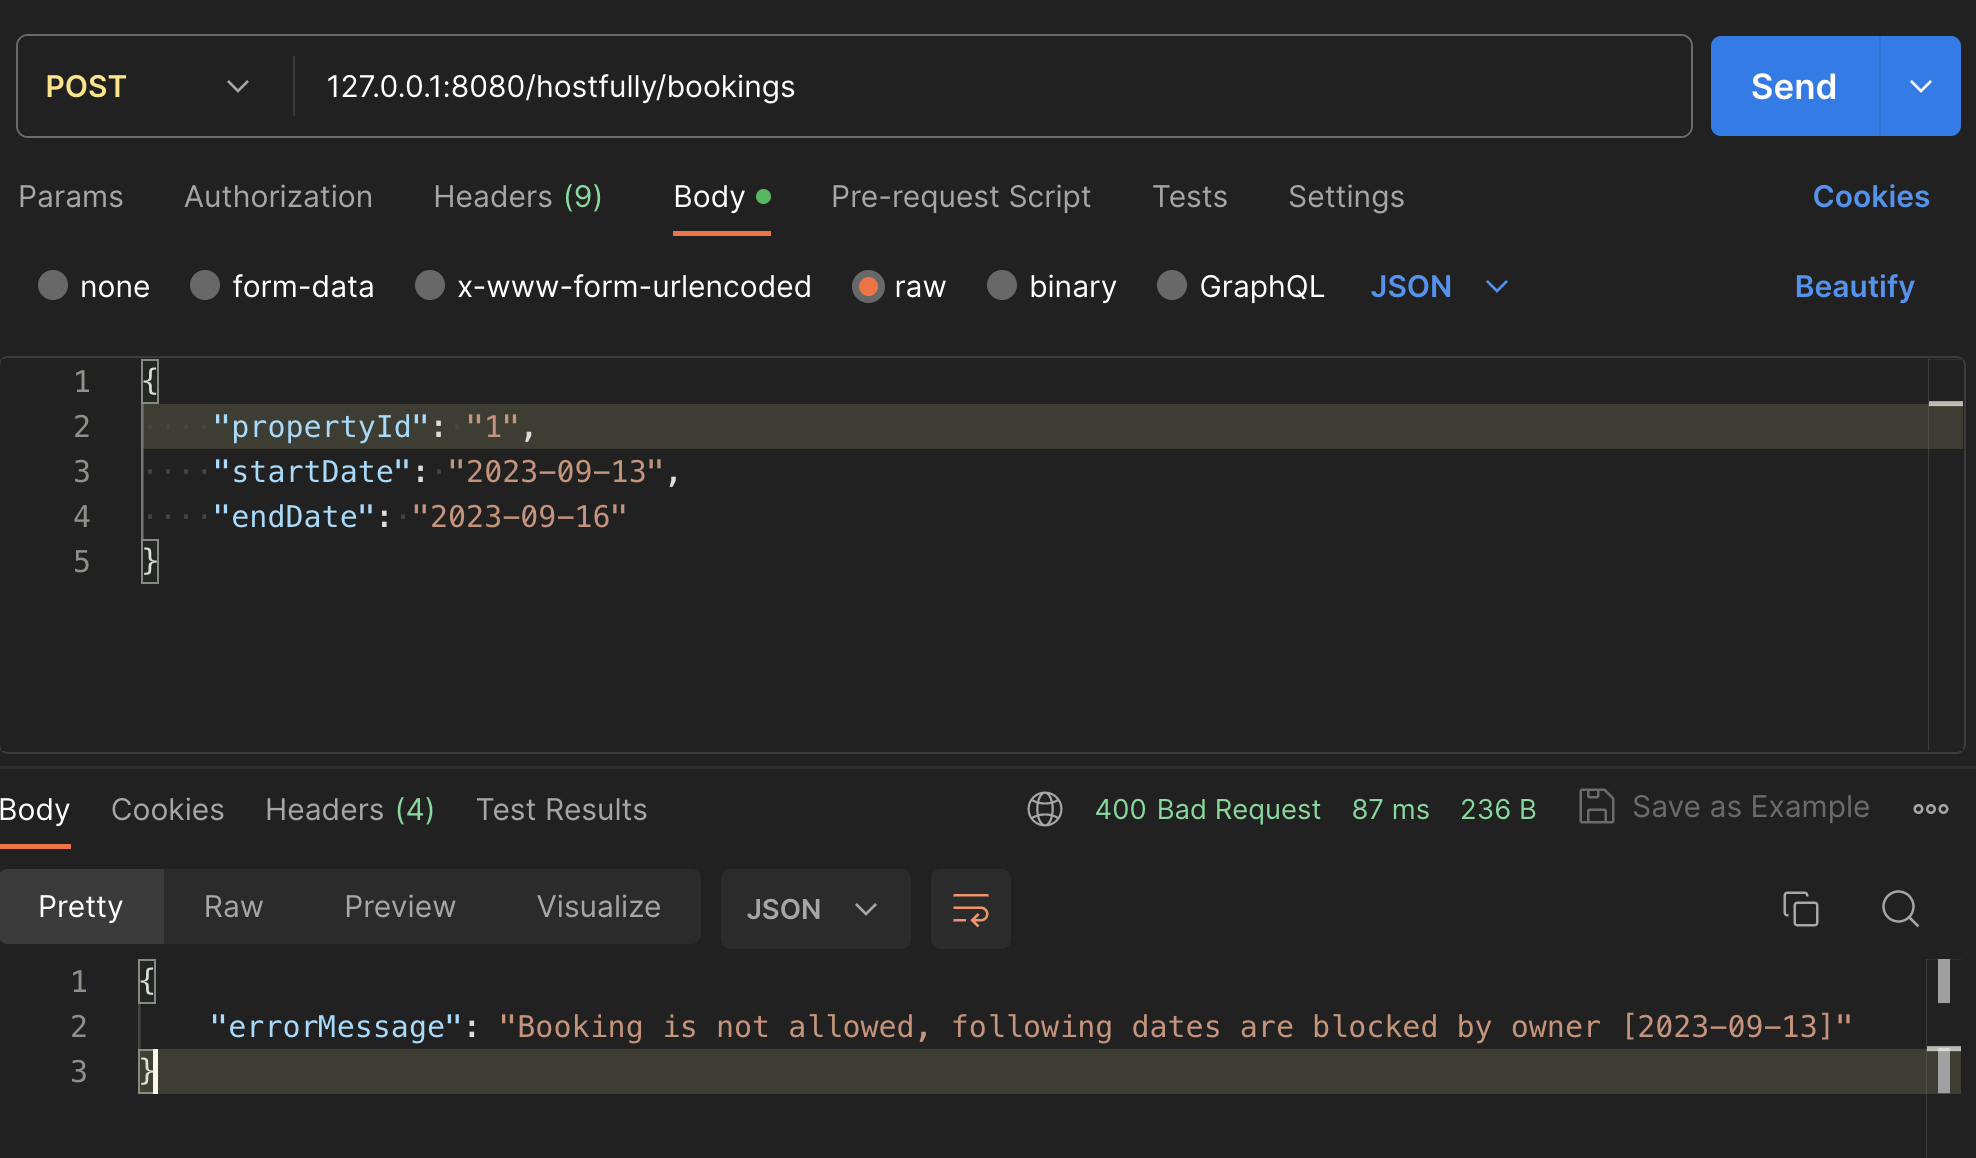 POST 127.0.0.1:8080/hostfully/bookings Send
Params Authorization Headers (9) Body Pre-request Script Tests Settings Cookies
none form-data x-www-form-urlencoded raw binary GraphQL JSON Beautify
1 {
2 "propertyId": "1",
3 "startDate": "2023-09-13",
4 "endDate": "2023-09-16"
5 }
Body Cookies Headers (4) Test Results 400 Bad Request 87 ms 236 B Save as Example
Pretty Raw Preview Visualize JSON
1 {
2 "errorMessage": "Booking is not allowed, following dates are blocked by owner [2023-09-13]"
3 }